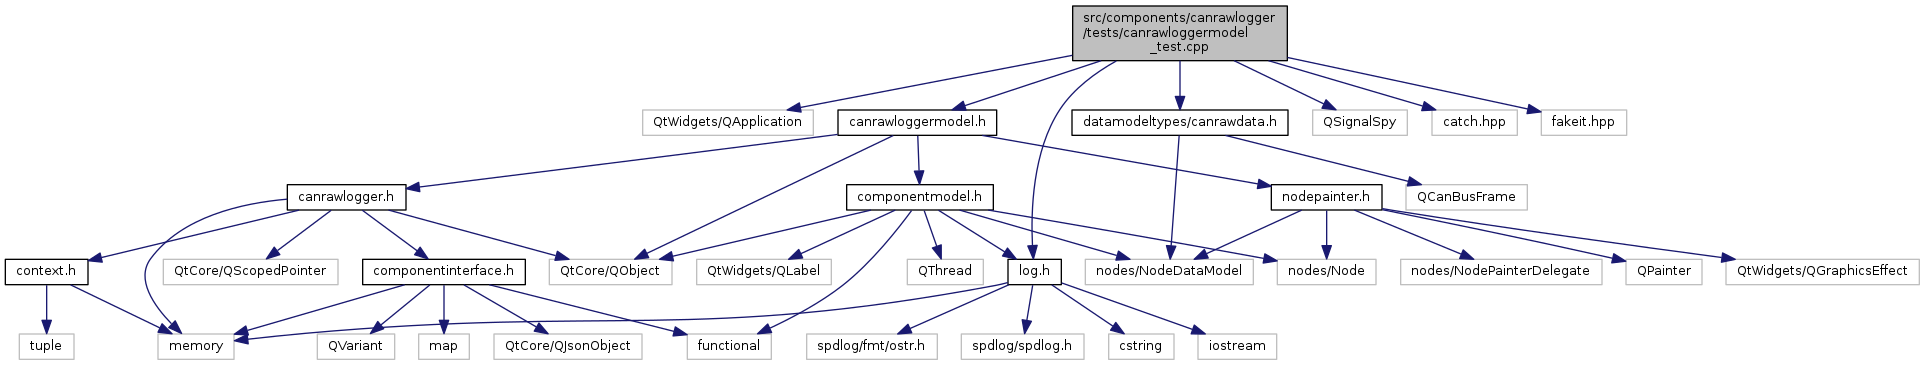 src/components/canrawlogger
/tests/canrawloggermodel
_test.cpp
QtWidgets/QApplication
canrawloggermodel.h
datamodeltypes/canrawdata.h
QSignalSpy
catch.hpp
fakeit.hpp
canrawlogger.h
componentmodel.h
nodepainter.h
QCanBusFrame
context.h
QtCore/QScopedPointer
componentinterface.h
QtCore/QObject
QtWidgets/QLabel
QThread
log.h
nodes/NodeDataModel
nodes/Node
nodes/NodePainterDelegate
QPainter
QtWidgets/QGraphicsEffect
tuple
memory
QVariant
map
QtCore/QJsonObject
functional
spdlog/fmt/ostr.h
spdlog/spdlog.h
cstring
iostream